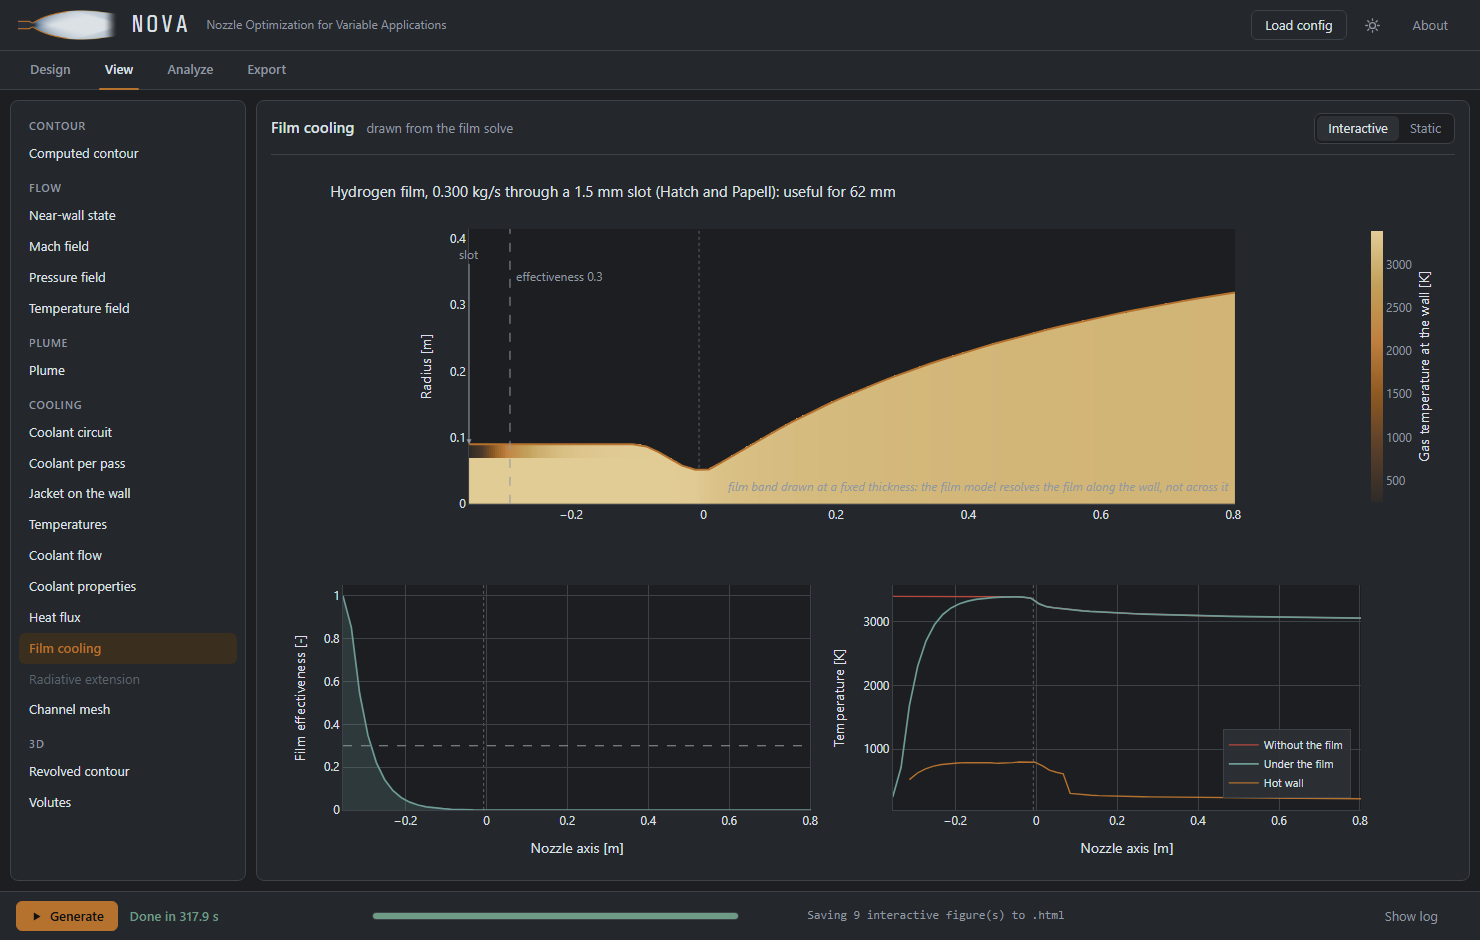 NOVA
Nozzle Optimization for Variable Applications
Load config
About
Design
View
Analyze
Export
CONTOUR
Computed contour
FLOW
Near-wall state
Mach field
Pressure field
Temperature field
PLUME
Plume
COOLING
Coolant circuit
Coolant per pass
Jacket on the wall
Temperatures
Coolant flow
Coolant properties
Heat flux
Film cooling
Radiative extension
Channel mesh
3D
Revolved contour
Volutes
Film cooling
drawn from the film solve
Interactive
Static
Hydrogen film, 0.300 kg/s through a 1.5 mm slot (Hatch and Papell): useful for 62 mm
0.4
slot
effectiveness 0.3
0.3
0.2
0.1
0
Radius [m]
film band drawn at a fixed thickness: the film model resolves the film along the wall, not across it
−0.2
0
0.2
0.4
0.6
0.8
3000
2500
2000
1500
1000
500
Gas temperature at the wall [K]
1
0.8
0.6
0.4
0.2
0
Film effectiveness [-]
−0.2
0
0.2
0.4
0.6
0.8
Nozzle axis [m]
3000
2000
1000
Temperature [K]
Without the film
Under the film
Hot wall
−0.2
0
0.2
0.4
0.6
0.8
Nozzle axis [m]
Generate
Done in 317.9 s
Saving 9 interactive figure(s) to .html
Show log